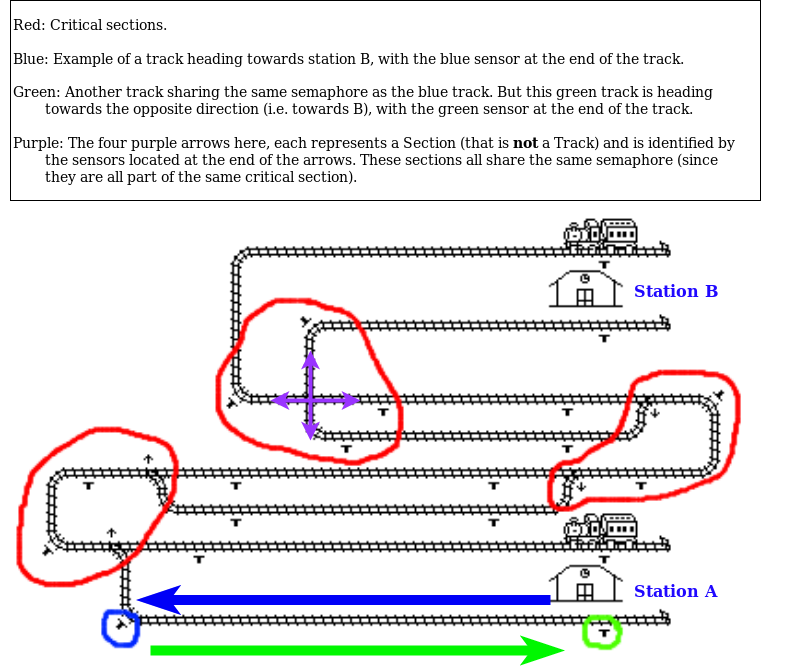 Red: Critical sections.
Blue: Example of a track heading towards station B, with the blue sensor at the end of the track.
Green: Another track sharing the same semaphore as the blue track. But this green track is heading
towards the opposite direction (i.e. towards B), with the green sensor at the end of the track.
Purple: The four purple arrows here, each represents a Section (that is not a Track) and is identified by
the sensors located at the end of the arrows. These sections all share the same semaphore (since
they are all part of the same critical section).
Station B
Station A